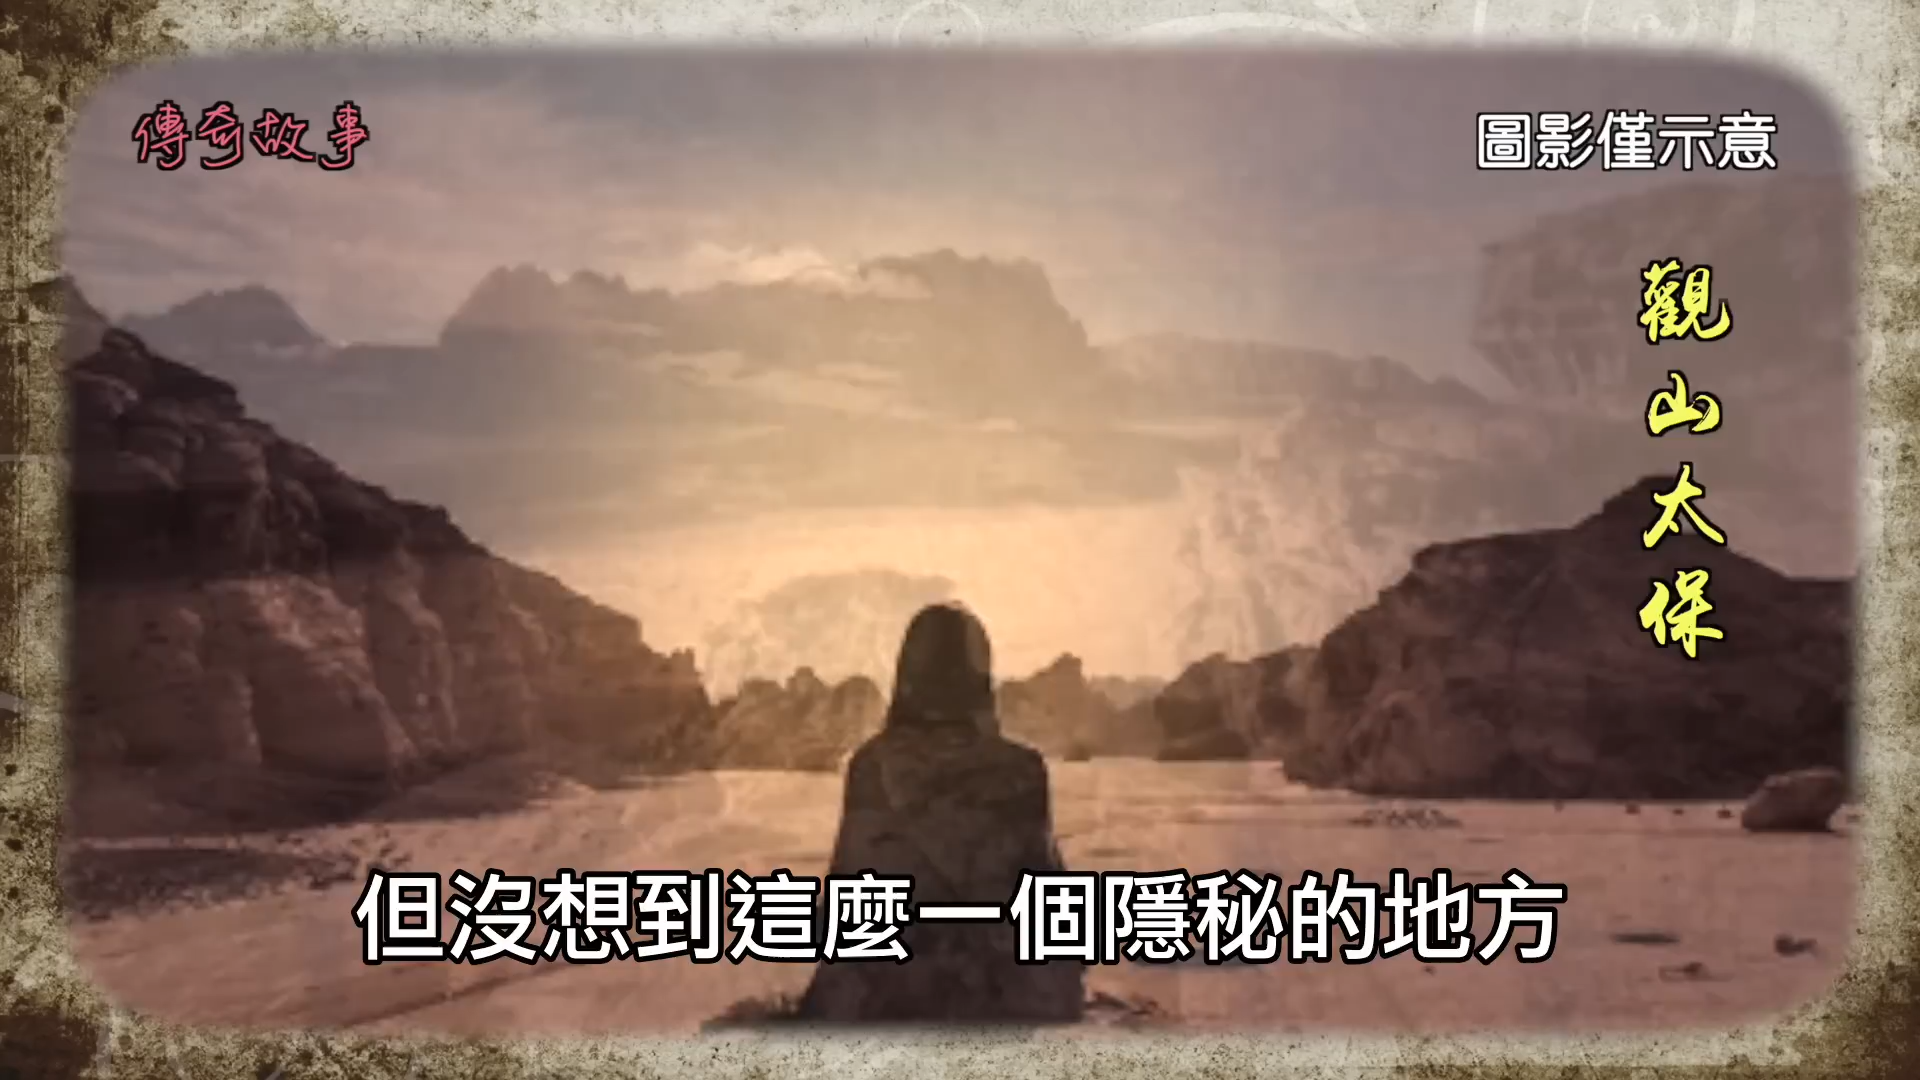 傳奇故事
圖影僅示意
觀山太保
但沒想到這麼一個隱秘的地方